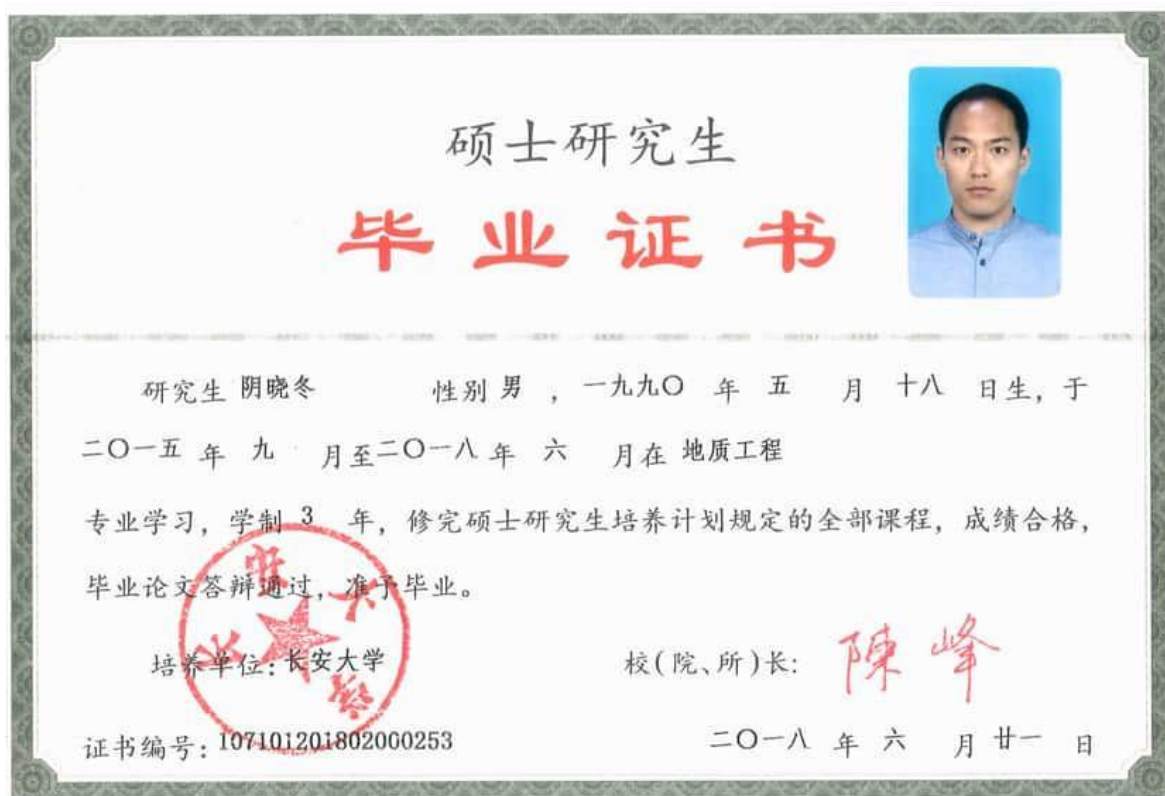 硕士研究生
毕业证书
研究生 阴晓冬 性别 男 ，一九九〇 年 五 月 十八 日生，于
二〇一五 年 九 月至二〇一八 年 六 月在 地质工程
专业学习，学制 3 年，修完硕士研究生培养计划规定的全部课程，成绩合格，
毕业论文答辩通过，准予毕业。
培养单位：长安大学 校(院、所)长： 陳峰
长安大学
证书编号：107101201802000253 二〇一八 年 六 月 廿一 日